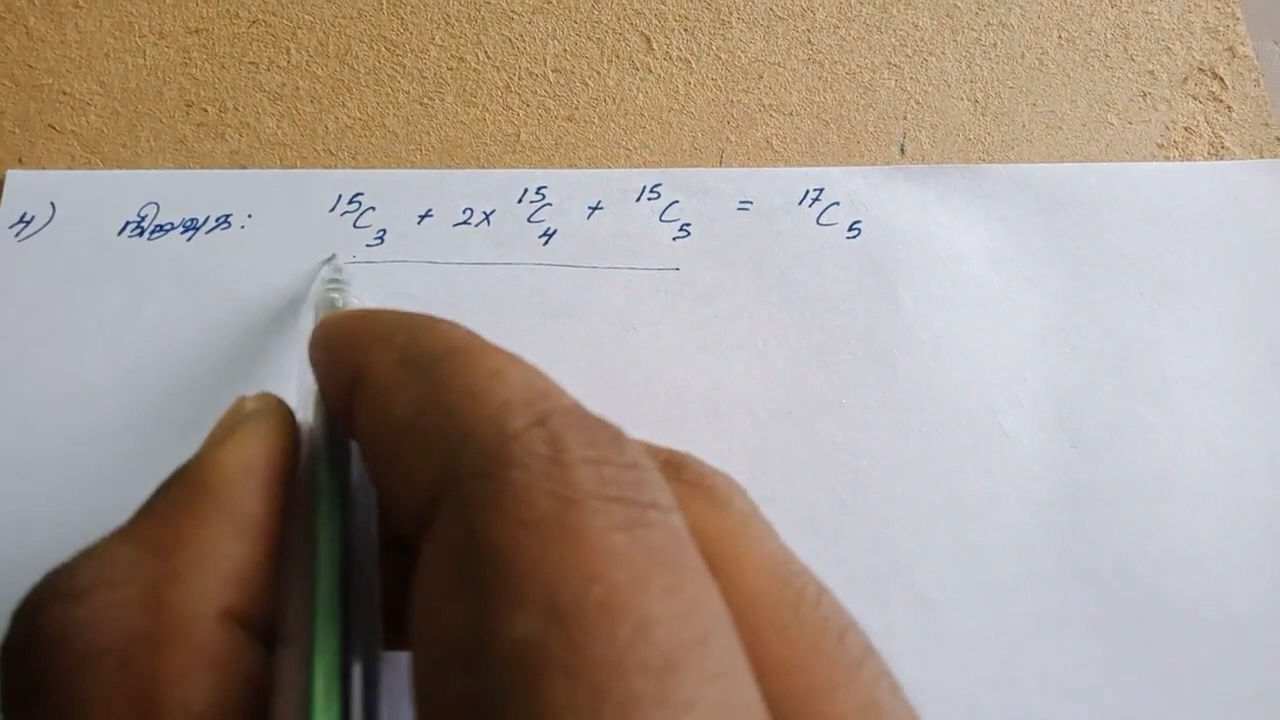 4) நிறுவுக: ¹⁵C₃ + 2x ¹⁵C₄ + ¹⁵C₅ = ¹⁷C₅